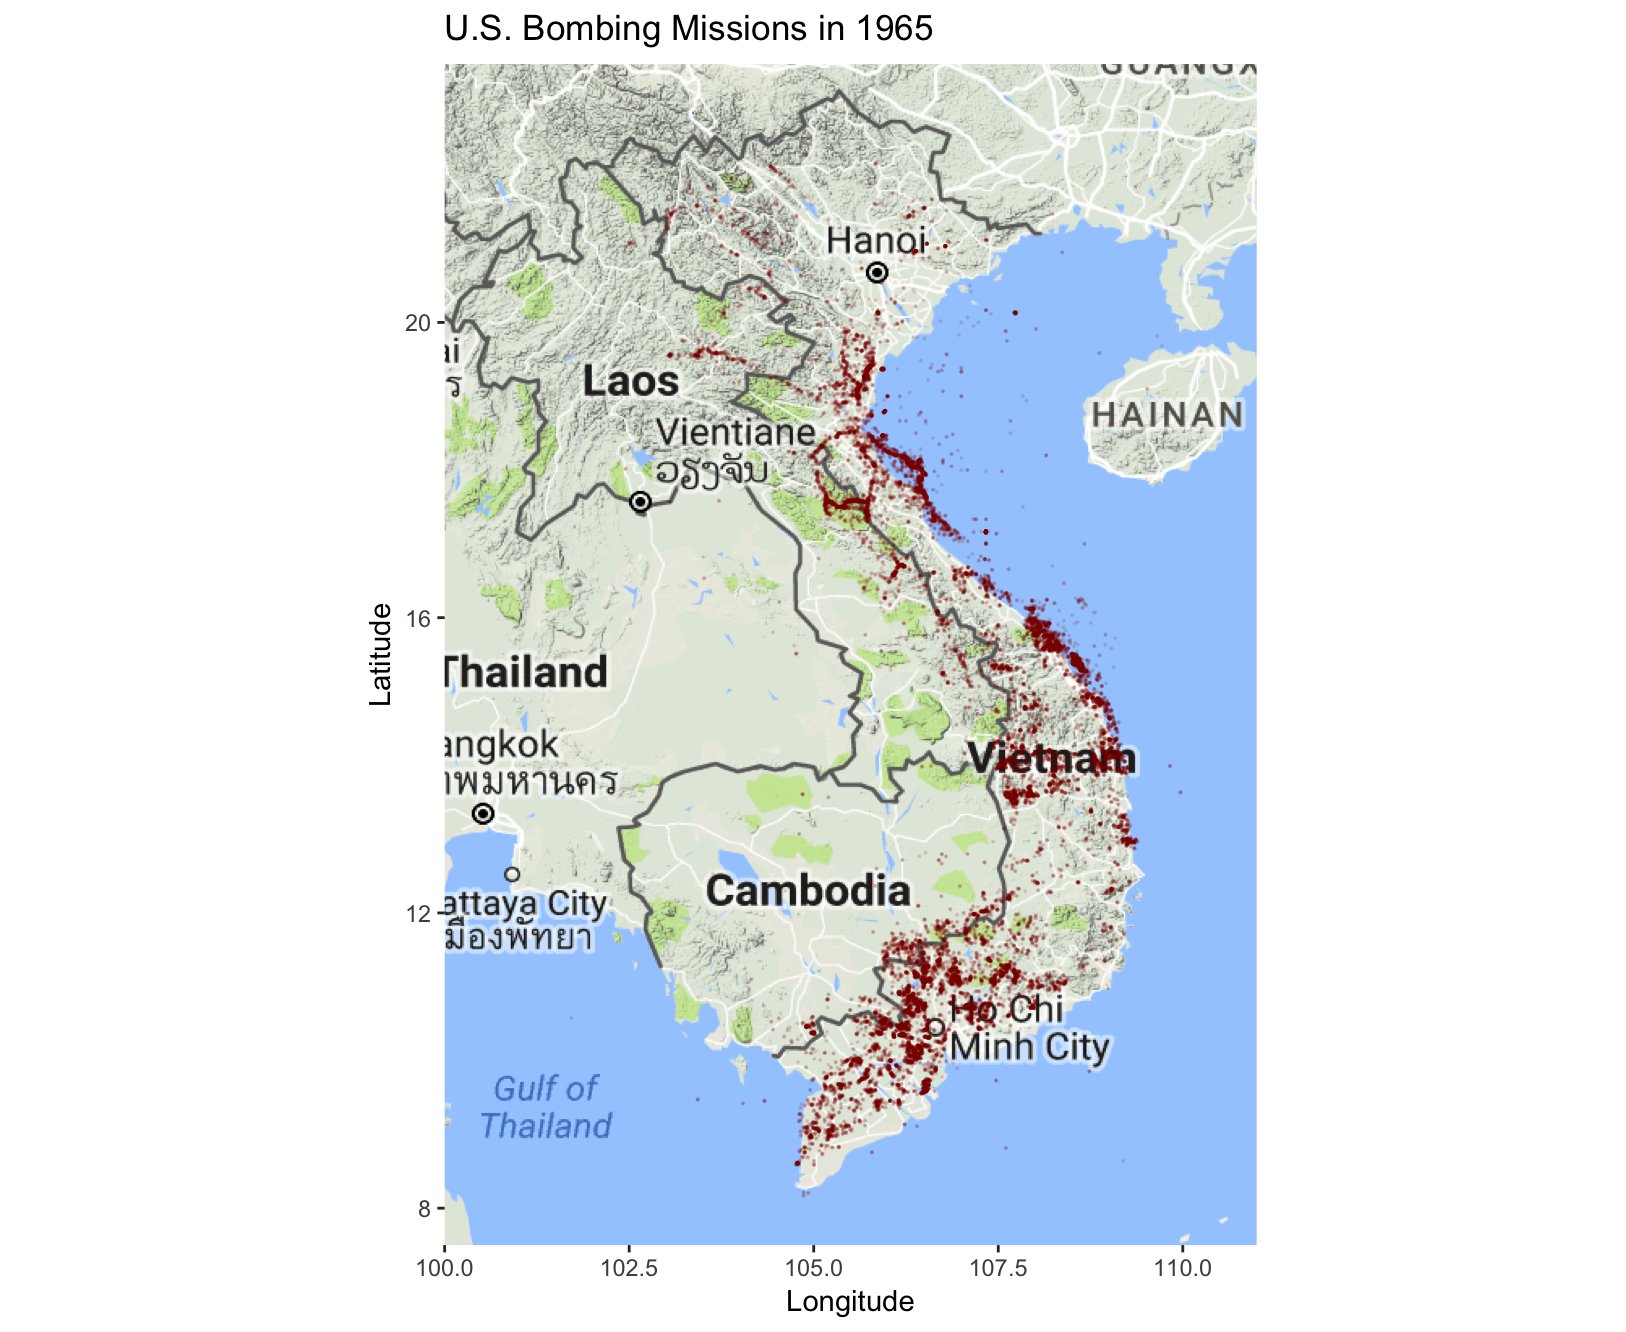 U.S. Bombing Missions in 1965
GUANGX
Hanoi
20
ai
ร
Laos
HAINAN
Vientiane
ວຽງຈັນ
16
Latitude
Thailand
Vietnam
angkok
าพมหานคร
Cambodia
12
attaya City
มืองพัทยา
Ho Chi
Minh City
Gulf of
Thailand
8
100.0 102.5 105.0 107.5 110.0
Longitude